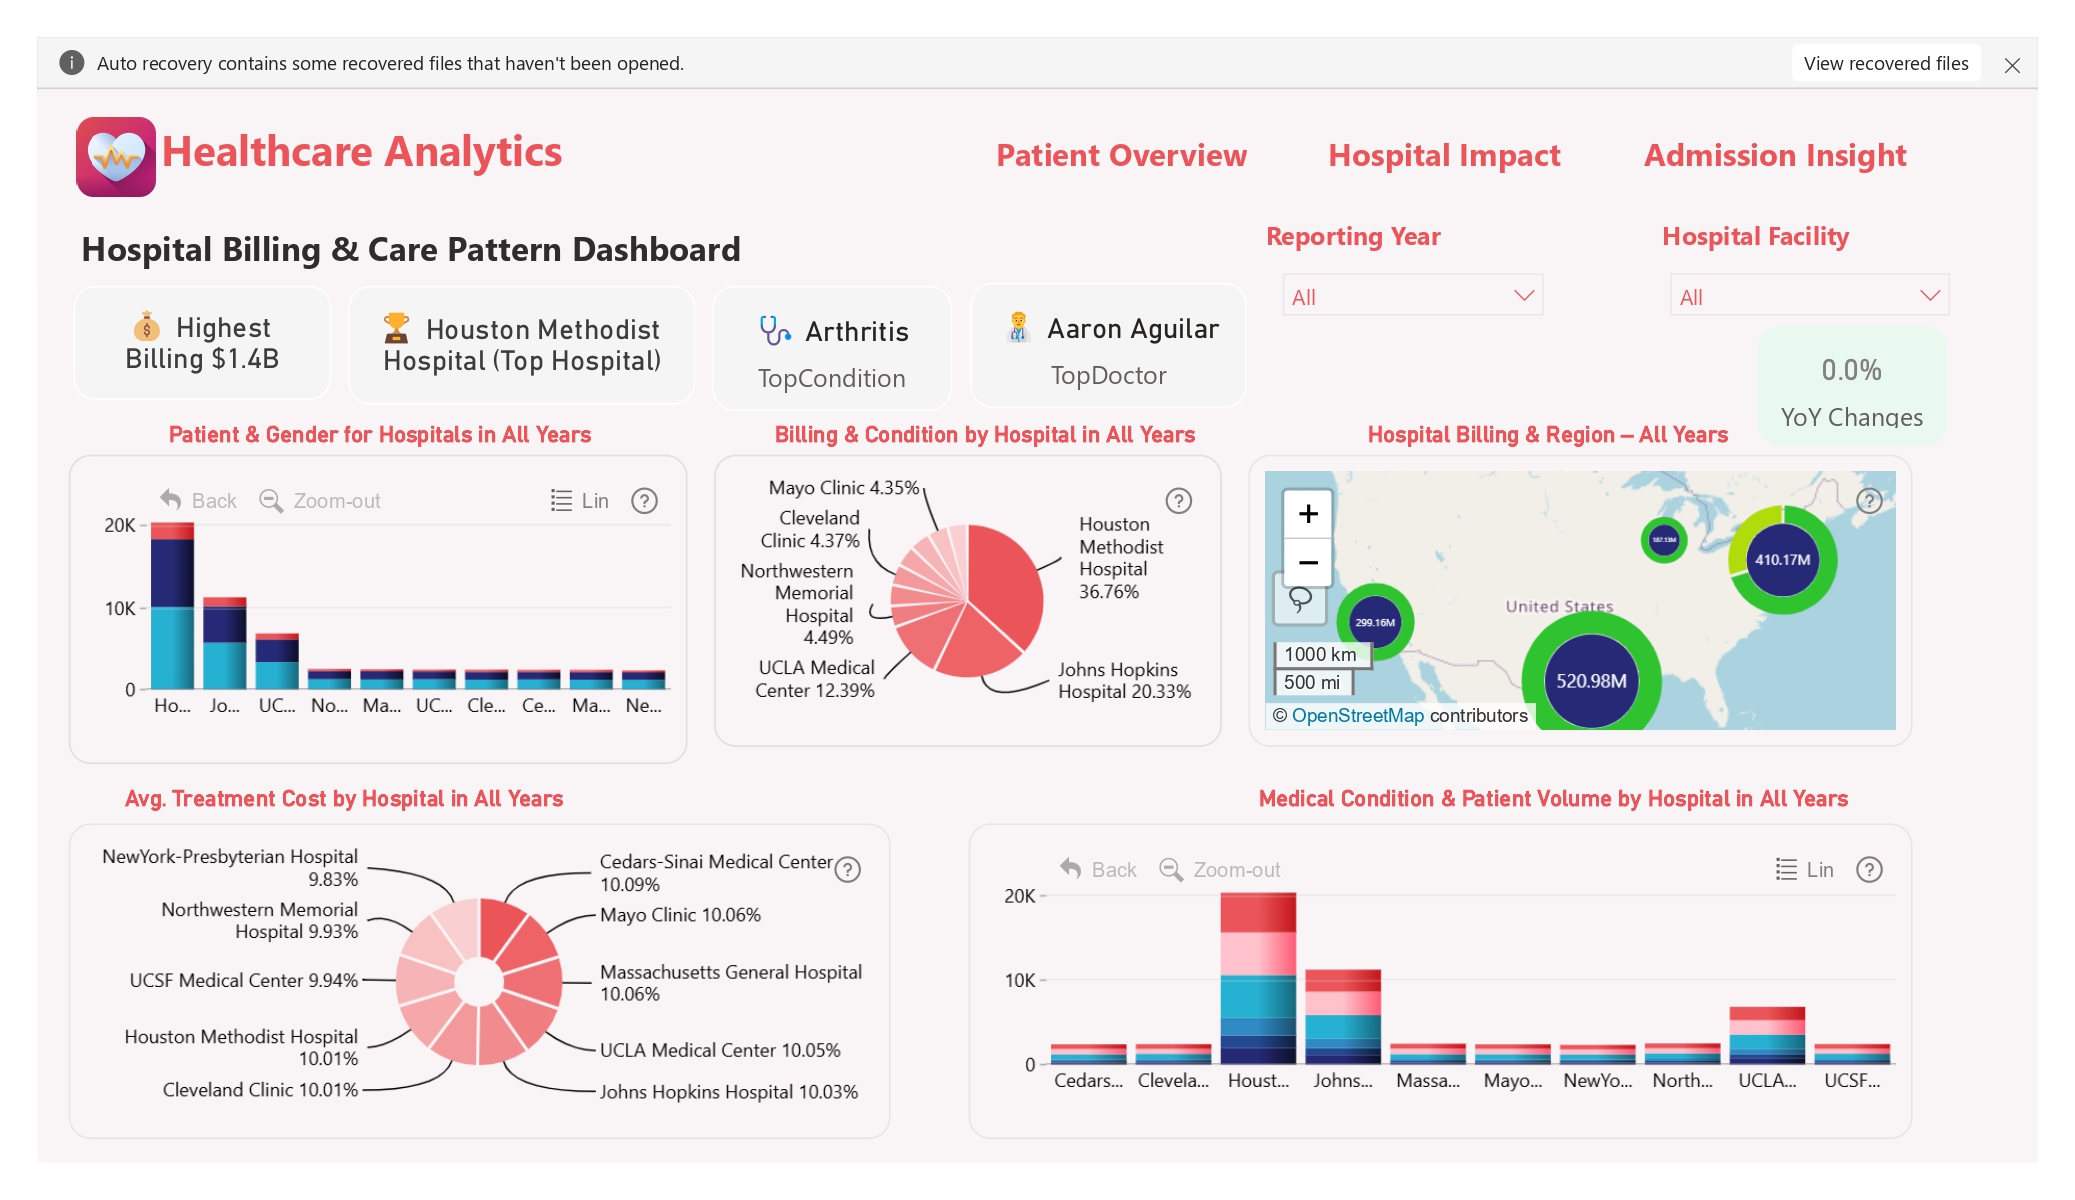 Auto recovery contains some recovered files that haven't been opened.
View recovered files
Healthcare Analytics
Patient Overview
Hospital Impact
Admission Insight
Hospital Billing & Care Pattern Dashboard
Reporting Year
Hospital Facility
All
All
Highest
Billing $1.4B
Houston Methodist
Hospital (Top Hospital)
Arthritis
TopCondition
Aaron Aguilar
TopDoctor
0.0%
YoY Changes
Patient & Gender for Hospitals in All Years
Back
Zoom-out
Lin
?
20K
10K
0
Ho...
Jo...
UC...
No...
Ma...
UC...
Cle...
Ce...
Ma...
Ne...
Billing & Condition by Hospital in All Years
?
Mayo Clinic 4.35%
Cleveland
Clinic 4.37%
Northwestern
Memorial
Hospital
4.49%
UCLA Medical
Center 12.39%
Houston
Methodist
Hospital
36.76%
Johns Hopkins
Hospital 20.33%
Hospital Billing & Region – All Years
+
−
?
187.13M
410.17M
United States
299.16M
520.98M
1000 km
500 mi
© OpenStreetMap contributors
Avg. Treatment Cost by Hospital in All Years
NewYork-Presbyterian Hospital
9.83%
Northwestern Memorial
Hospital 9.93%
UCSF Medical Center 9.94%
Houston Methodist Hospital
10.01%
Cleveland Clinic 10.01%
Cedars-Sinai Medical Center
10.09%
?
Mayo Clinic 10.06%
Massachusetts General Hospital
10.06%
UCLA Medical Center 10.05%
Johns Hopkins Hospital 10.03%
Medical Condition & Patient Volume by Hospital in All Years
Back
Zoom-out
Lin
?
20K
10K
0
Cedars...
Clevela...
Houst...
Johns...
Massa...
Mayo...
NewYo...
North...
UCLA...
UCSF...